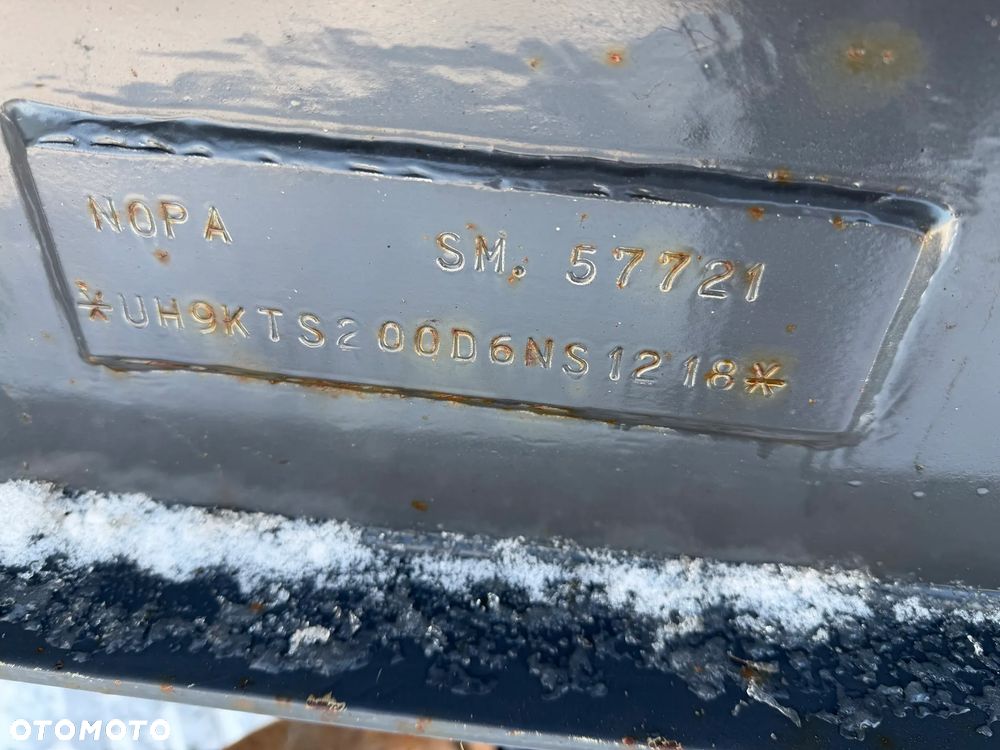 NOPA SM. 57721
*UH9KTS200D6NS1218*
OTOMOTO